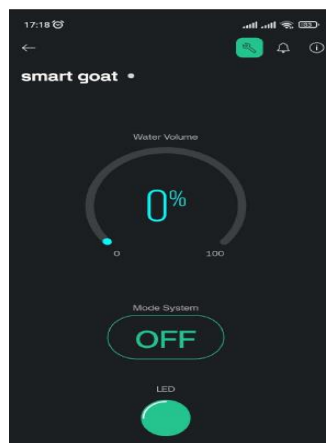 17:18
smart goat
Water Volume
0%
0 100
Mode System
OFF
LED